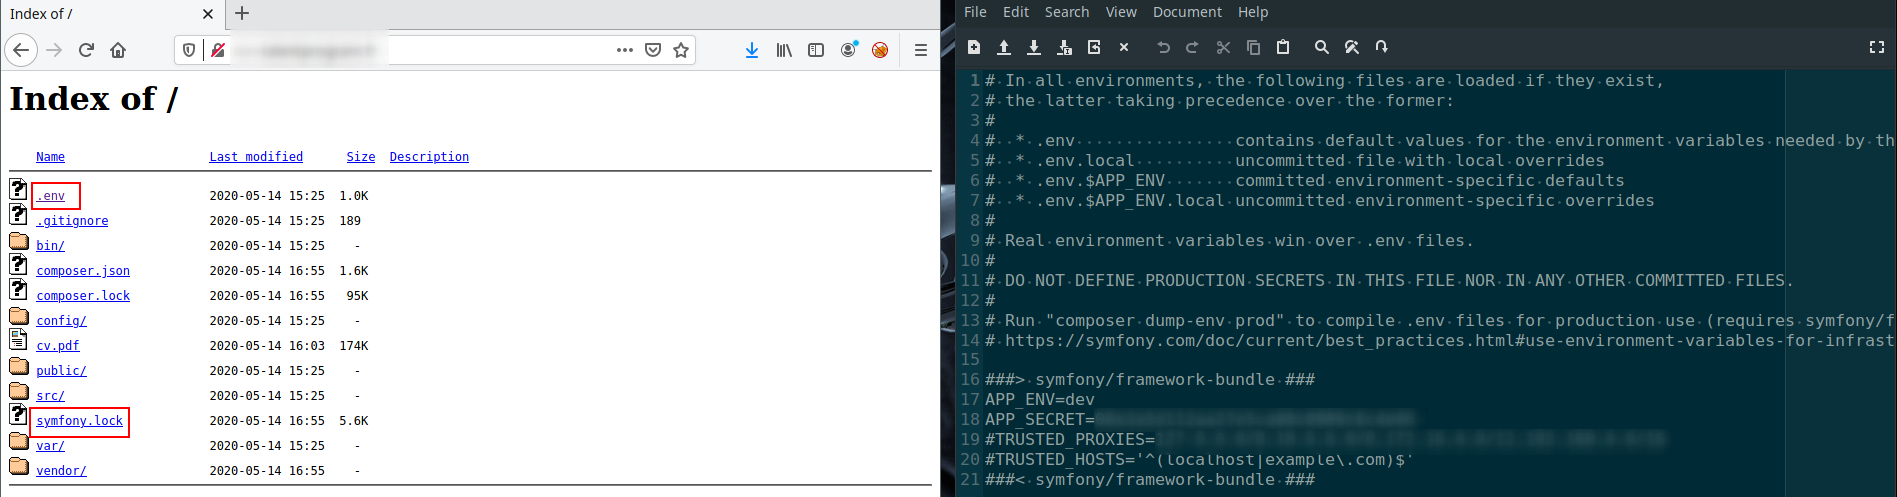 Index of /
Index of /
Name Last modified Size Description
.env 2020-05-14 15:25 1.0K
.gitignore 2020-05-14 15:25 189
bin/ 2020-05-14 15:25 -
composer.json 2020-05-14 16:55 1.6K
composer.lock 2020-05-14 16:55 95K
config/ 2020-05-14 15:25 -
cv.pdf 2020-05-14 16:03 174K
public/ 2020-05-14 15:25 -
src/ 2020-05-14 15:25 -
symfony.lock 2020-05-14 16:55 5.6K
var/ 2020-05-14 15:25 -
vendor/ 2020-05-14 16:55 -
File Edit Search View Document Help
1 # In all environments, the following files are loaded if they exist,
2 # the latter taking precedence over the former:
3 #
4 # * .env contains default values for the environment variables needed by th
5 # * .env.local uncommitted file with local overrides
6 # * .env.$APP_ENV committed environment-specific defaults
7 # * .env.$APP_ENV.local uncommitted environment-specific overrides
8 #
9 # Real environment variables win over .env files.
10 #
11 # DO NOT DEFINE PRODUCTION SECRETS IN THIS FILE NOR IN ANY OTHER COMMITTED FILES.
12 #
13 # Run "composer dump-env prod" to compile .env files for production use (requires symfony/f
14 # https://symfony.com/doc/current/best_practices.html#use-environment-variables-for-infrast
15
16 ###> symfony/framework-bundle ###
17 APP_ENV=dev
18 APP_SECRET=
19 #TRUSTED_PROXIES=
20 #TRUSTED_HOSTS='^(localhost|example\.com)$'
21 ###< symfony/framework-bundle ###